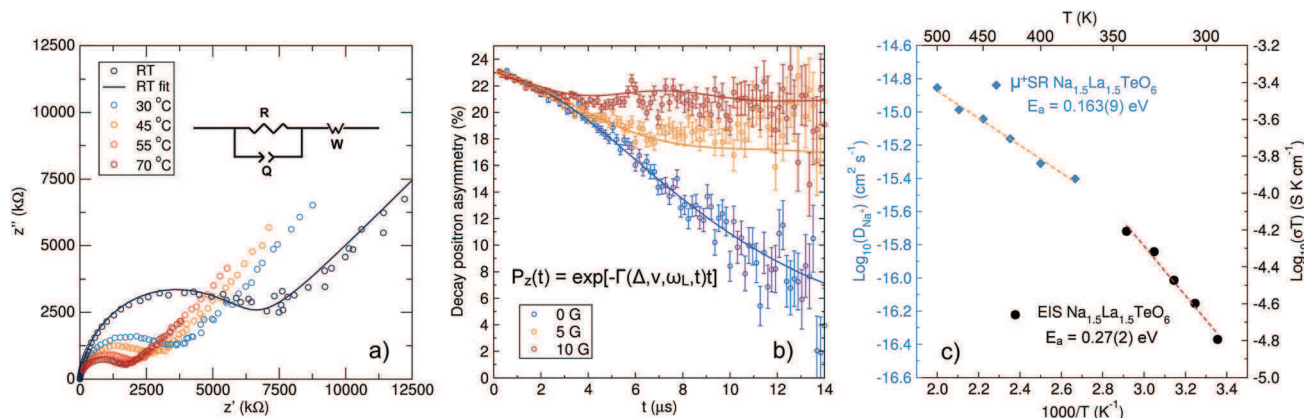 12500
10000
7500
5000
2500
0
z'' (kΩ)
RT
RT fit
30 °C
45 °C
55 °C
70 °C
R
Q
W
a)
0 2500 5000 7500 10000 12500
z' (kΩ)
24
22
20
18
16
14
12
10
8
6
4
2
0
Decay positron asymmetry (%)
P_z(t) = exp[-Γ(Δ,ν,ω_L,t)t]
0 G
5 G
10 G
b)
0 2 4 6 8 10 12 14
t (μs)
T (K)
500 450 400 350 300
-14.6
-14.8
-15.0
-15.2
-15.4
-15.6
-15.8
-16.0
-16.2
-16.4
-16.6
Log₁₀(D_Na⁺) (cm² s⁻¹)
μ⁺SR Na₁.₅La₁.₅TeO₆
Eₐ = 0.163(9) eV
EIS Na₁.₅La₁.₅TeO₆
Eₐ = 0.27(2) eV
c)
-3.2
-3.4
-3.6
-3.8
-4.0
-4.2
-4.4
-4.6
-4.8
-5.0
Log₁₀(σT) (S K cm⁻¹)
2.0 2.2 2.4 2.6 2.8 3.0 3.2 3.4
1000/T (K⁻¹)